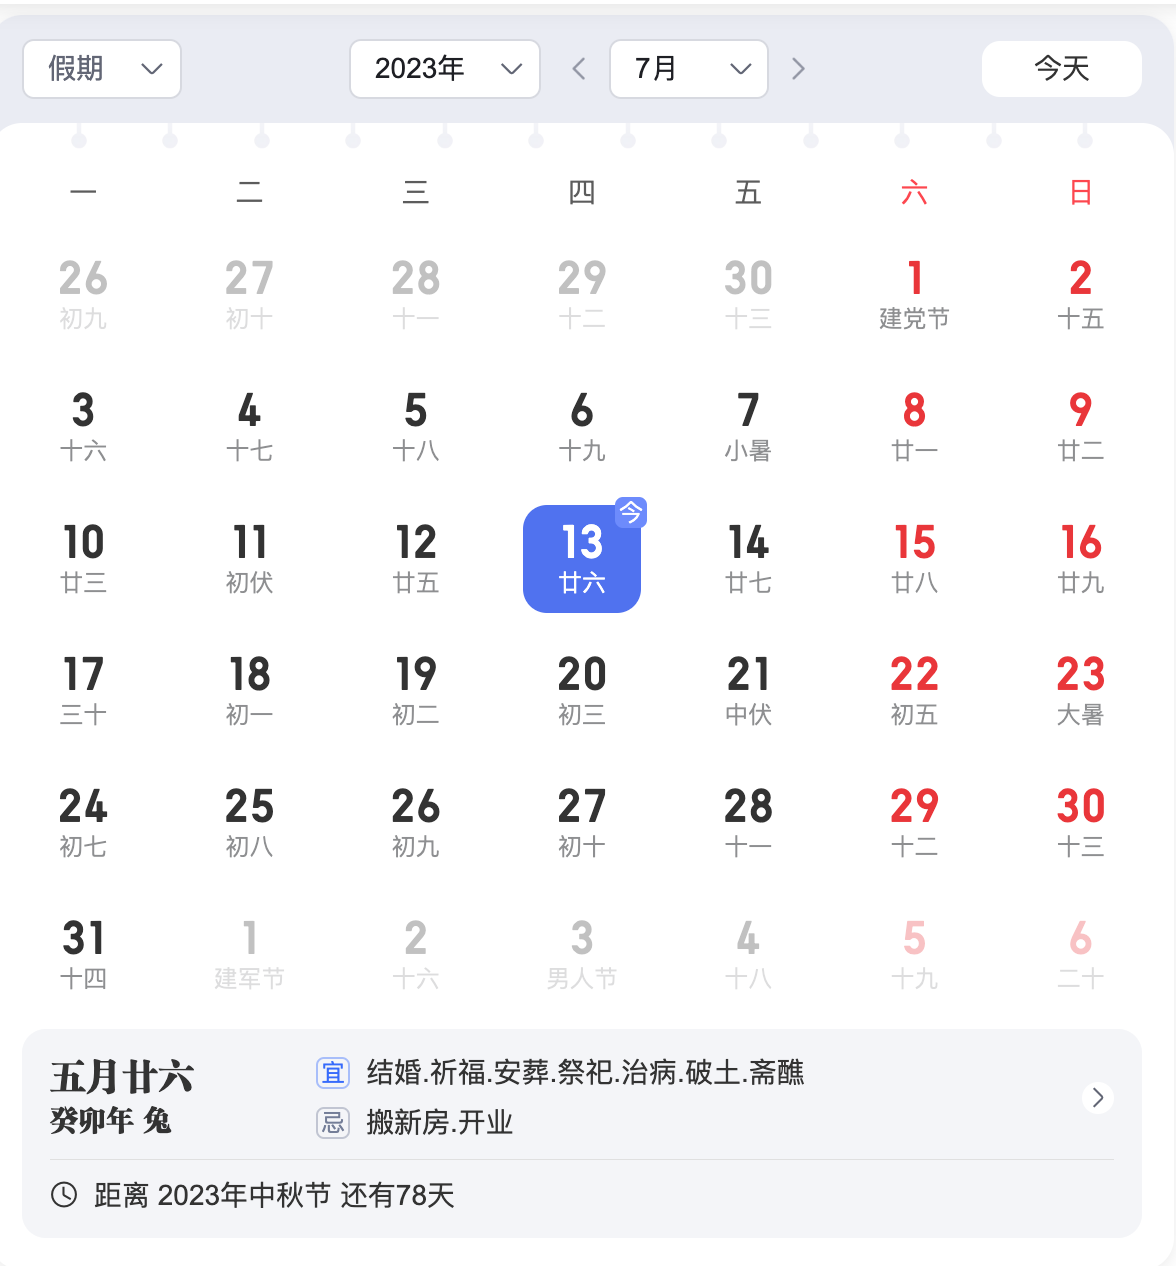 假期 2023年 7月 今天
一 二 三 四 五 六 日
26 27 28 29 30 1 2
初九 初十 十一 十二 十三 建党节 十五
3 4 5 6 7 8 9
十六 十七 十八 十九 小暑 廿一 廿二
今
10 11 12 13 14 15 16
廿三 初伏 廿五 廿六 廿七 廿八 廿九
17 18 19 20 21 22 23
三十 初一 初二 初三 中伏 初五 大暑
24 25 26 27 28 29 30
初七 初八 初九 初十 十一 十二 十三
31 1 2 3 4 5 6
十四 建军节 十六 男人节 十八 十九 二十
五月廿六 宜 结婚.祈福.安葬.祭祀.治病.破土.斋醮
癸卯年 兔 忌 搬新房.开业
距离 2023年中秋节 还有78天